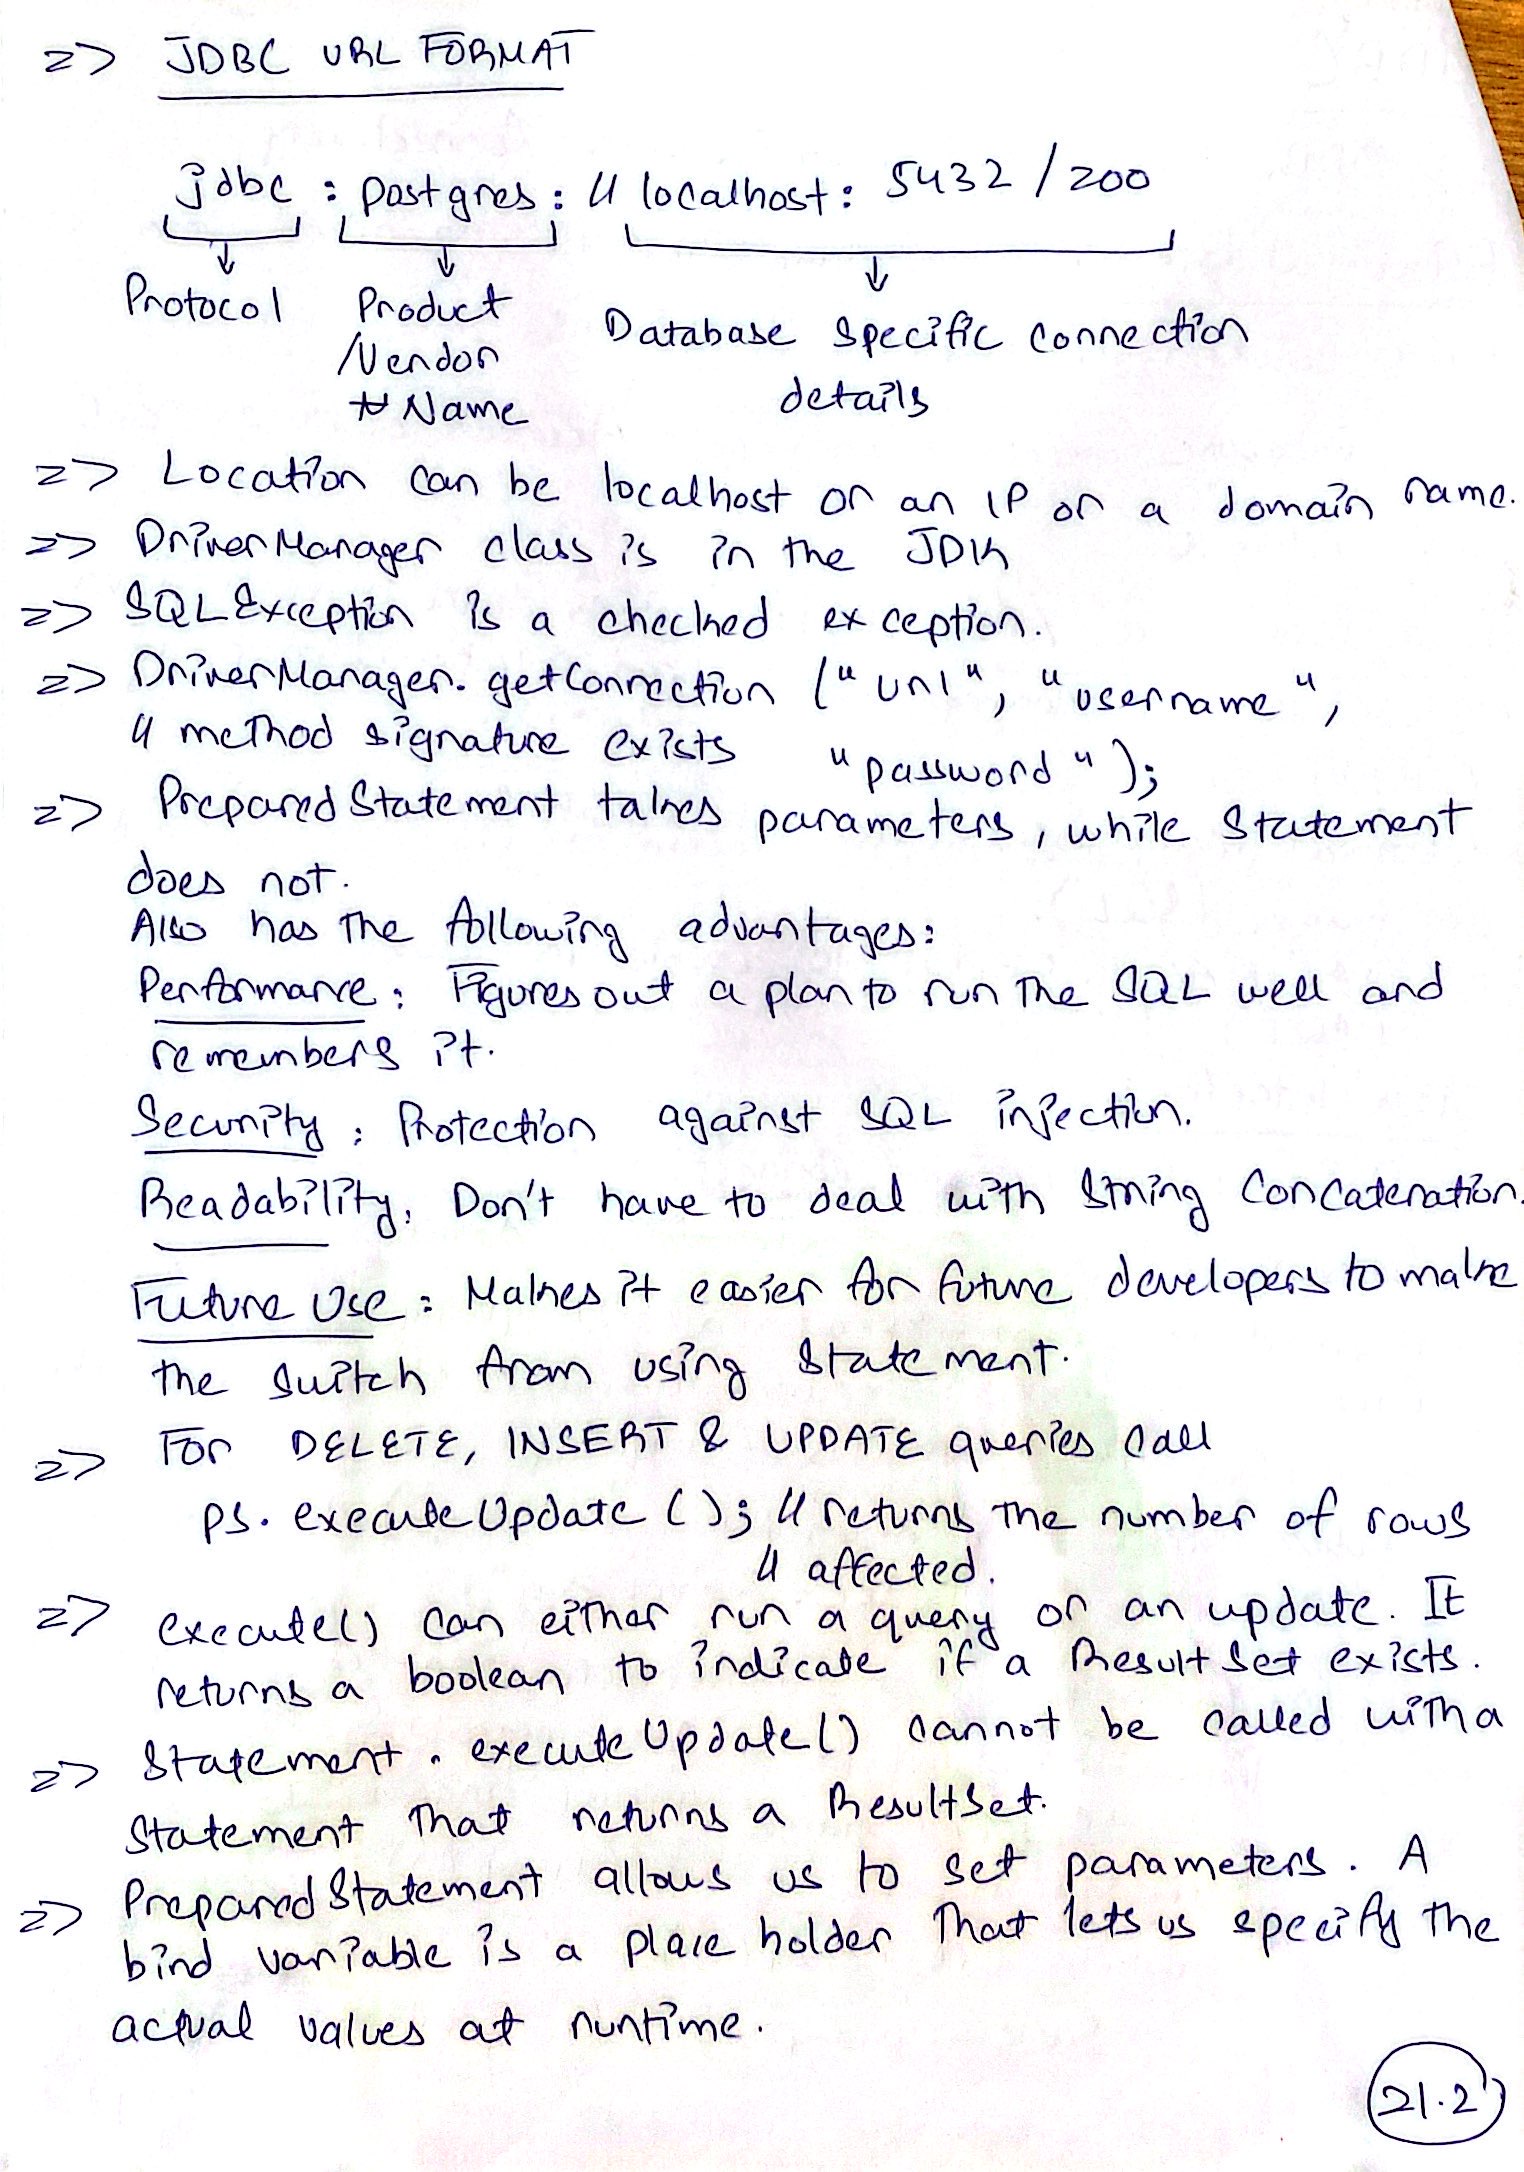 => JDBC URL FORMAT
jdbc : postgres : // localhost : 5432 / zoo
Protocol Product Database specific connection
/Vendor details
Name
=> Location can be localhost or an IP or a domain name.
=> DriverManager class is in the JDK
=> SQLException is a checked exception.
=> DriverManager. getConnection ("url", "username",
// method signature exists "password");
=> PreparedStatement takes parameters, while Statement
does not.
Also has the following advantages:
Performance: Figures out a plan to run the SQL well and
remembers it.
Security: Protection against SQL injection.
Readability: Don't have to deal with String Concatenation.
Future Use: Makes it easier for future developers to make
the switch from using Statement.
=> For DELETE, INSERT & UPDATE queries call
ps. executeUpdate (); // returns the number of rows
// affected.
=> execute() can either run a query or an update. It
returns a boolean to indicate if a ResultSet exists.
=> Statement. executeUpdate() cannot be called with a
Statement that returns a ResultSet.
=> PreparedStatement allows us to set parameters. A
bind variable is a place holder that lets us specify the
actual values at runtime.
21.2